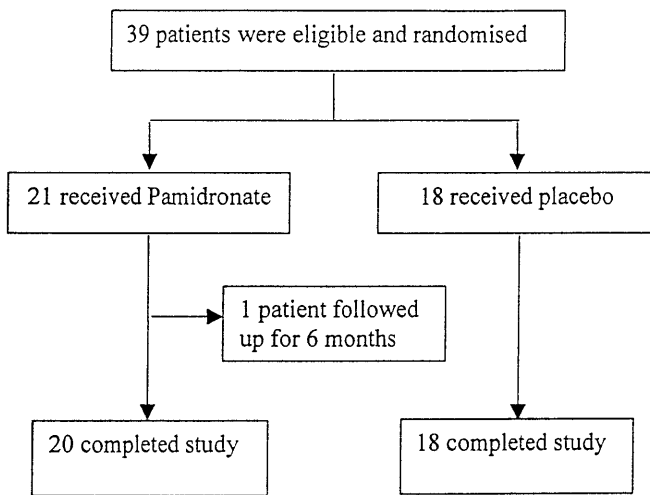 39 patients were eligible and randomised
21 received Pamidronate
18 received placebo
1 patient followed
up for 6 months
20 completed study
18 completed study